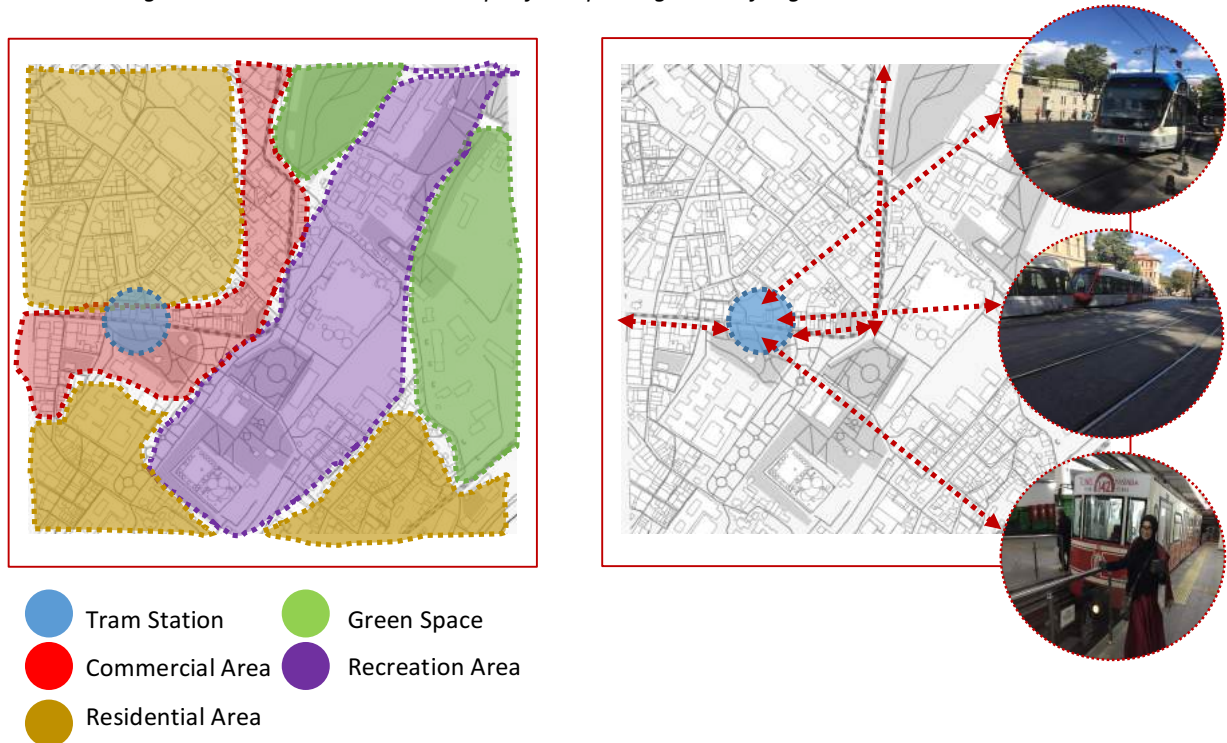 Tram Station
Green Space
Commercial Area
Recreation Area
Residential Area